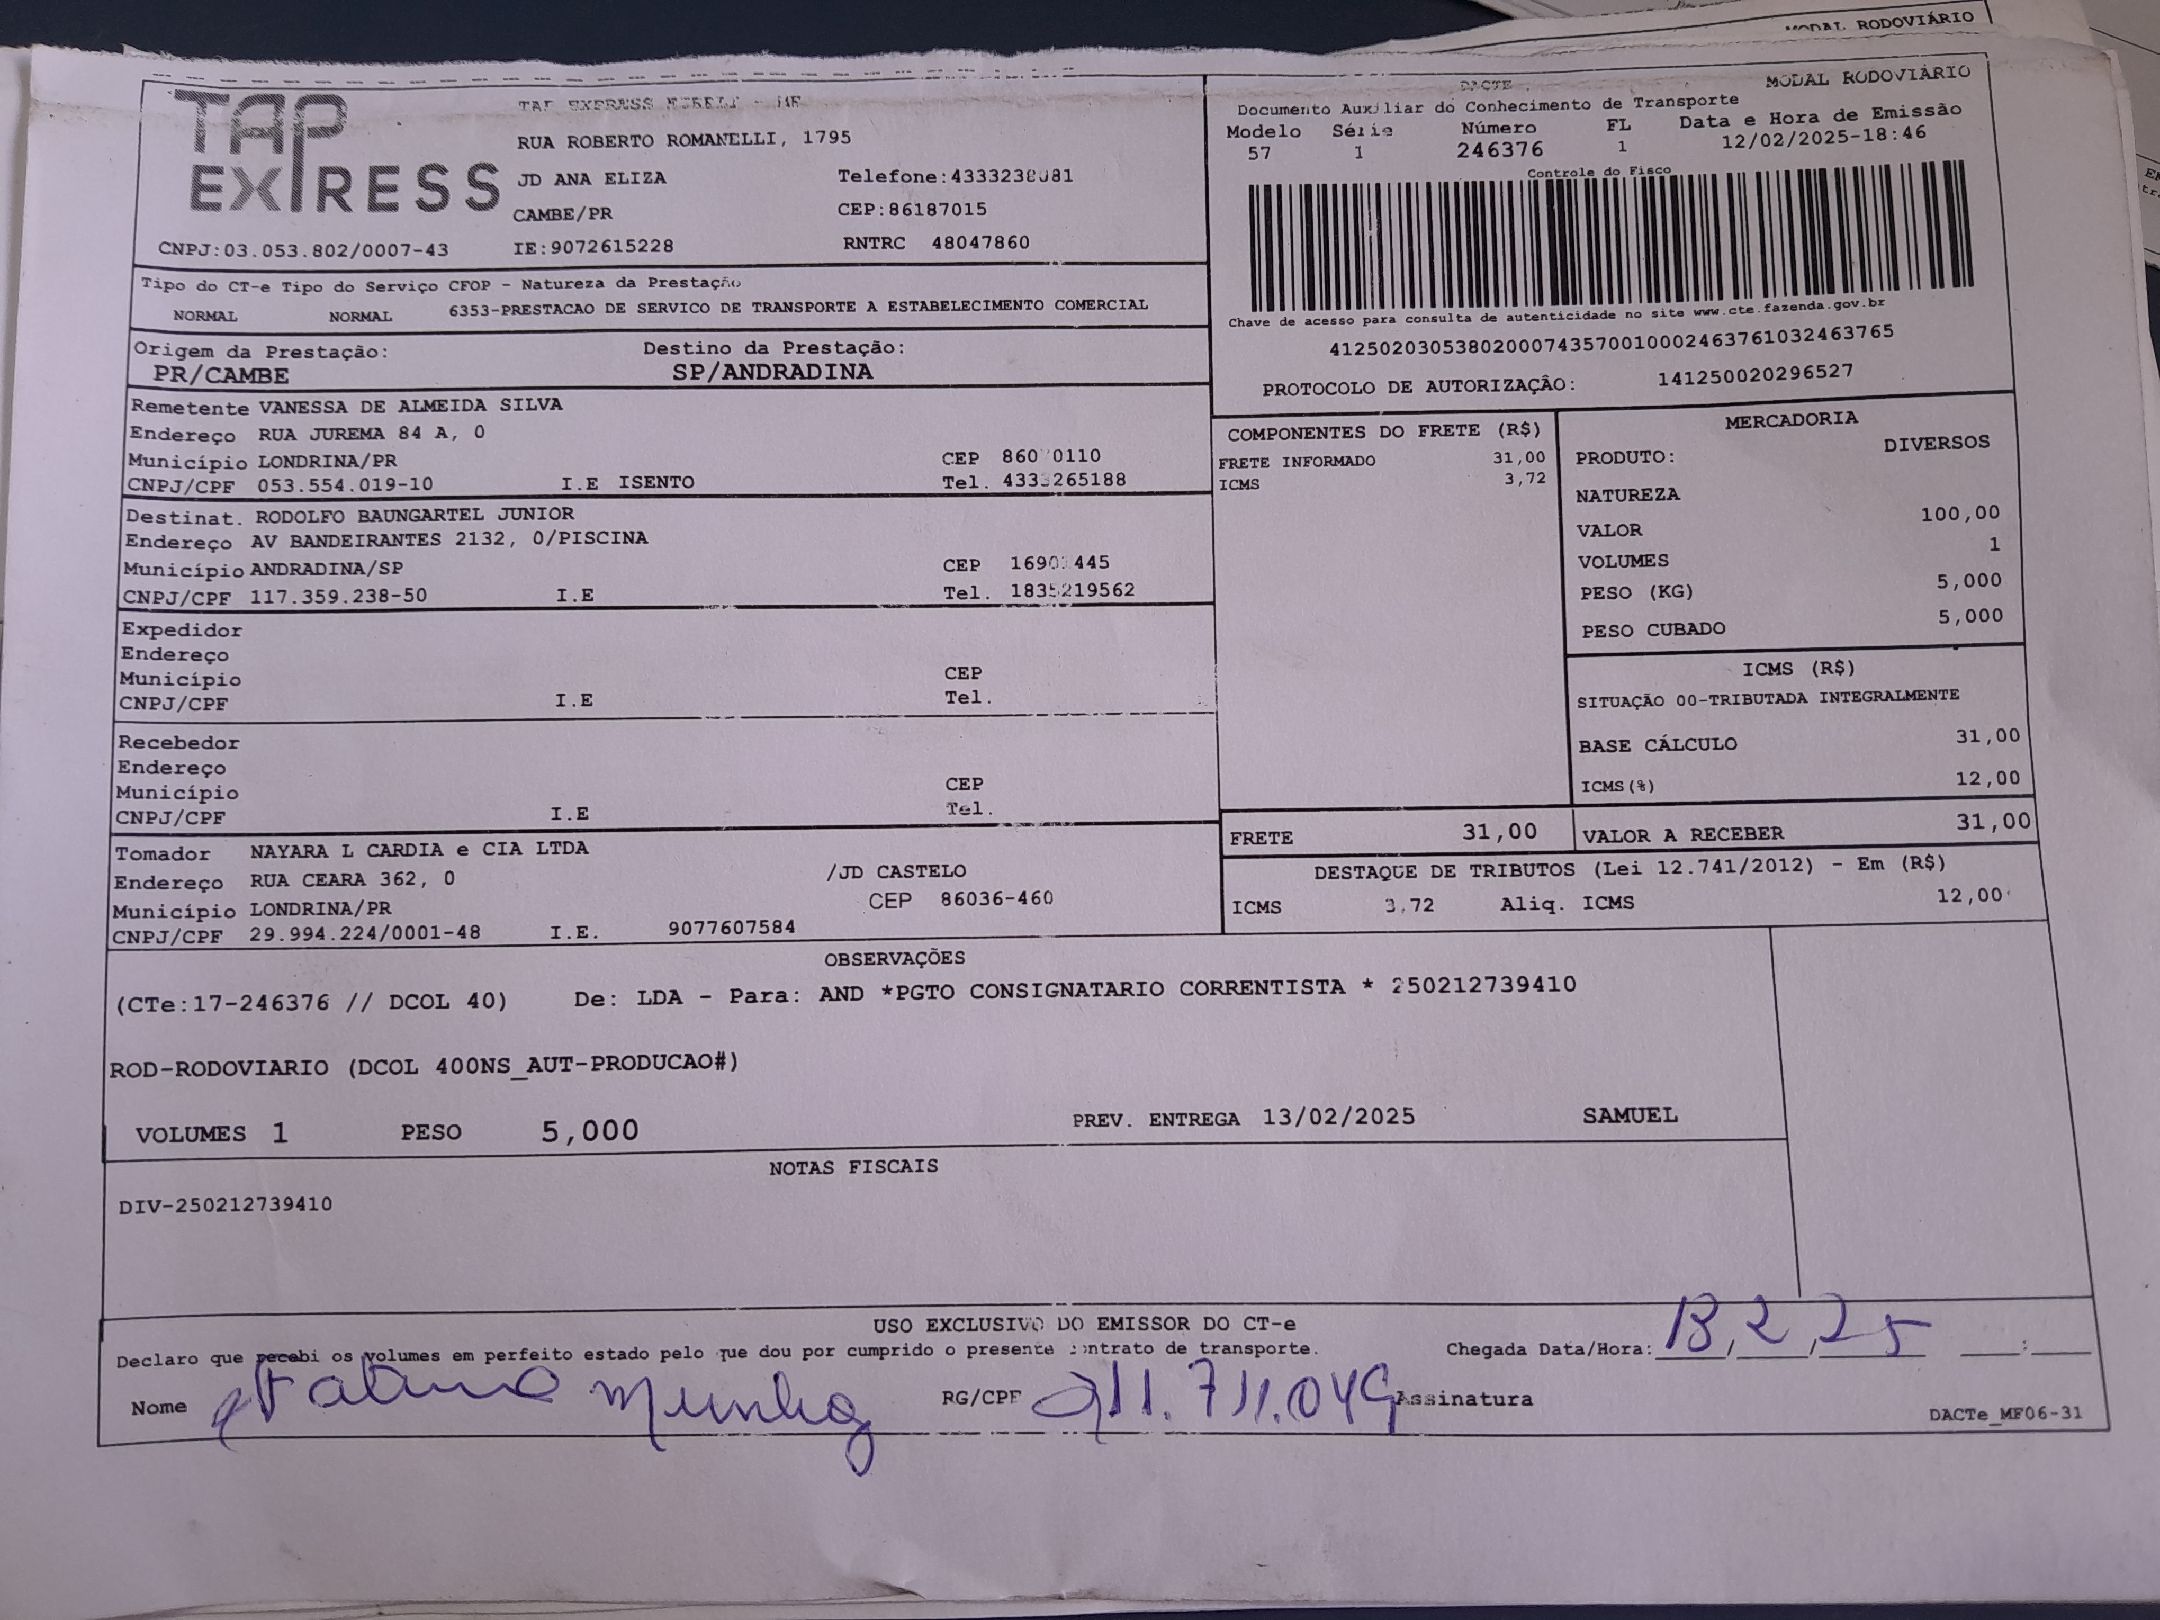 MODAL RODOVIÁRIO
TAP EXPRESS
TAP EXPRESS EIRELI - ME
RUA ROBERTO ROMANELLI, 1795
JD ANA ELIZA Telefone:4333238081
CAMBE/PR CEP:86187015
CNPJ:03.053.802/0007-43 IE:9072615228 RNTRC 48047860
DACTE MODAL RODOVIÁRIO
Documento Auxiliar do Conhecimento de Transporte
Modelo Série Número FL Data e Hora de Emissão
57 1 246376 1 12/02/2025-18:46
Controle do Fisco
Chave de acesso para consulta de autenticidade no site www.cte.fazenda.gov.br
41250203053802000743570010002463761032463765
PROTOCOLO DE AUTORIZAÇÃO: 141250020296527
Tipo do CT-e Tipo do Serviço CFOP - Natureza da Prestação
NORMAL NORMAL 6353-PRESTACAO DE SERVICO DE TRANSPORTE A ESTABELECIMENTO COMERCIAL
Origem da Prestação: Destino da Prestação:
PR/CAMBE SP/ANDRADINA
Remetente VANESSA DE ALMEIDA SILVA
Endereço RUA JUREMA 84 A, 0
Município LONDRINA/PR CEP
CNPJ/CPF 053.554.019-10 I.E ISENTO Tel.
Destinat. RODOLFO BAUNGARTEL JUNIOR
Endereço AV BANDEIRANTES 2132, 0/PISCINA
Município ANDRADINA/SP CEP
CNPJ/CPF 117.359.238-50 I.E Tel.
Expedidor
Endereço
Município CEP
CNPJ/CPF I.E Tel.
Recebedor
Endereço
Município CEP
CNPJ/CPF I.E Tel.
Tomador NAYARA L CARDIA e CIA LTDA
Endereço RUA CEARA 362, 0 /JD CASTELO
Município LONDRINA/PR CEP 86036-460
CNPJ/CPF 29.994.224/0001-48 I.E. 9077607584
COMPONENTES DO FRETE (R$)
FRETE INFORMADO 31,00
ICMS 3,72
MERCADORIA
PRODUTO: DIVERSOS
NATUREZA
VALOR 100,00
VOLUMES 1
PESO (KG) 5,000
PESO CUBADO 5,000
ICMS (R$)
SITUAÇÃO 00-TRIBUTADA INTEGRALMENTE
BASE CÁLCULO 31,00
ICMS(%) 12,00
FRETE 31,00 VALOR A RECEBER 31,00
DESTAQUE DE TRIBUTOS (Lei 12.741/2012) - Em (R$)
ICMS 3,72 Aliq. ICMS 12,00
OBSERVAÇÕES
(CTe:17-246376 // DCOL 40) De: LDA - Para: AND *PGTO CONSIGNATARIO CORRENTISTA * 250212739410
ROD-RODOVIARIO (DCOL 400NS_AUT-PRODUCAO#)
VOLUMES 1 PESO 5,000 PREV. ENTREGA 13/02/2025 SAMUEL
NOTAS FISCAIS
DIV-250212739410
USO EXCLUSIVO DO EMISSOR DO CT-e
Declaro que recebi os volumes em perfeito estado pelo que dou por cumprido o presente contrato de transporte. Chegada Data/Hora: 13/2/25 :
Nome RG/CPF Assinatura
DACTe_MF06-31